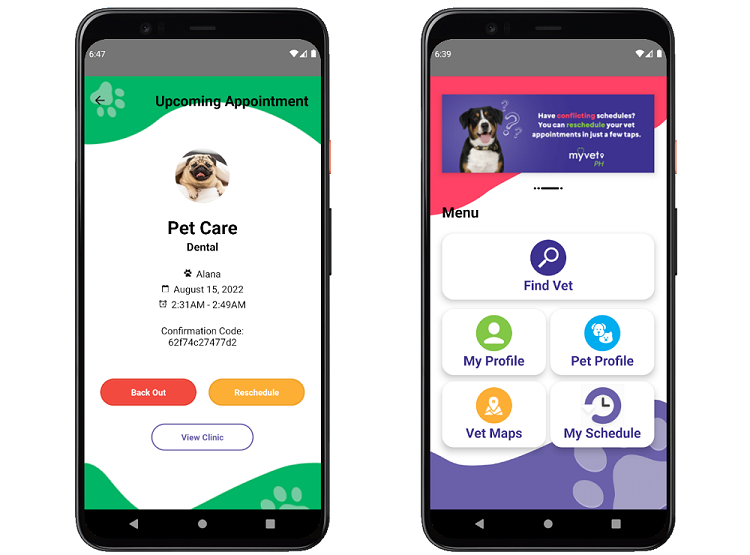 6:47
Upcoming Appointment
Pet Care
Dental
Alana
August 15, 2022
2:31AM - 2:49AM
Confirmation Code:
62f74c27477d2
Back Out
Reschedule
View Clinic
6:39
Have conflicting schedules?
You can reschedule your vet
appointments in just a few taps.
myvet
PH
Menu
Find Vet
My Profile
Pet Profile
Vet Maps
My Schedule